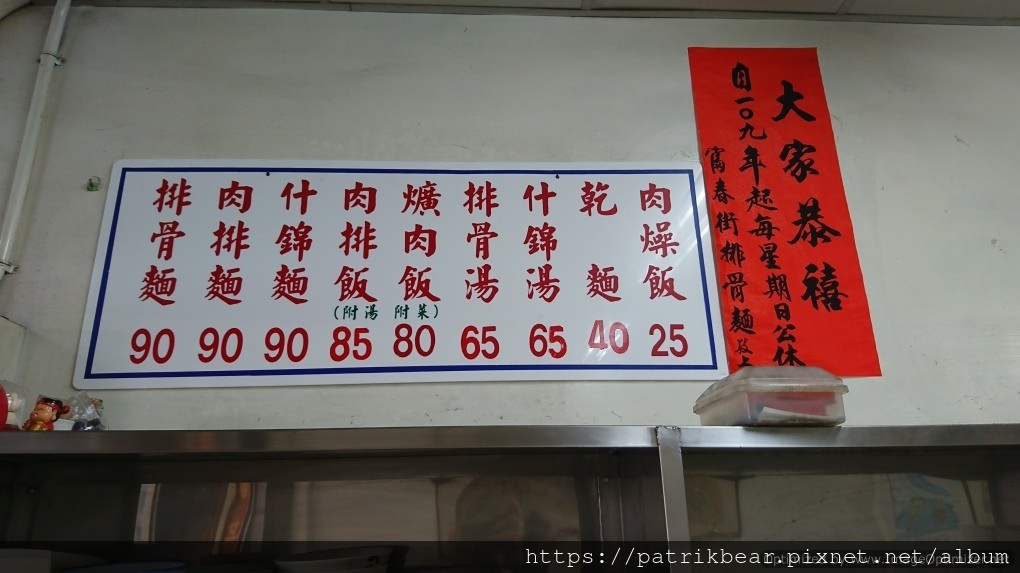 大家恭禧
自一〇九年起每星期日公休
富春街排骨麵敬上
肉燥飯 25
乾麵 40
什錦湯 65
排骨湯 65
爌肉飯 80
肉排飯 85
(附湯 附菜)
什錦麵 90
肉排麵 90
排骨麵 90
https://patrikbear.pixnet.net/album